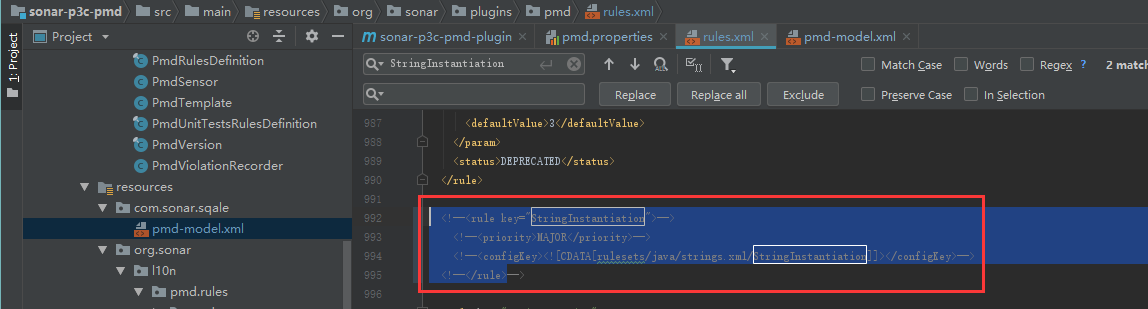 sonar-p3c-pmd src main resources org sonar plugins pmd rules.xml
1: Project
Project
sonar-p3c-pmd-plugin pmd.properties rules.xml pmd-model.xml
PmdRulesDefinition
PmdSensor
PmdTemplate
PmdUnitTestsRulesDefinition
PmdVersion
PmdViolationRecorder
resources
com.sonar.sqale
pmd-model.xml
org.sonar
l10n
pmd.rules
StringInstantiation Match Case Words Regex ? 2 match
Replace Replace all Exclude Preserve Case In Selection
987 <defaultValue>3</defaultValue>
988 </param>
989 <status>DEPRECATED</status>
990 </rule>
991
992 <!--<rule key="StringInstantiation">-->
993 <!--<priority>MAJOR</priority>-->
994 <!--<configKey><![CDATA[rulesets/java/strings.xml/StringInstantiation]]></configKey>-->
995 <!--</rule>-->
996